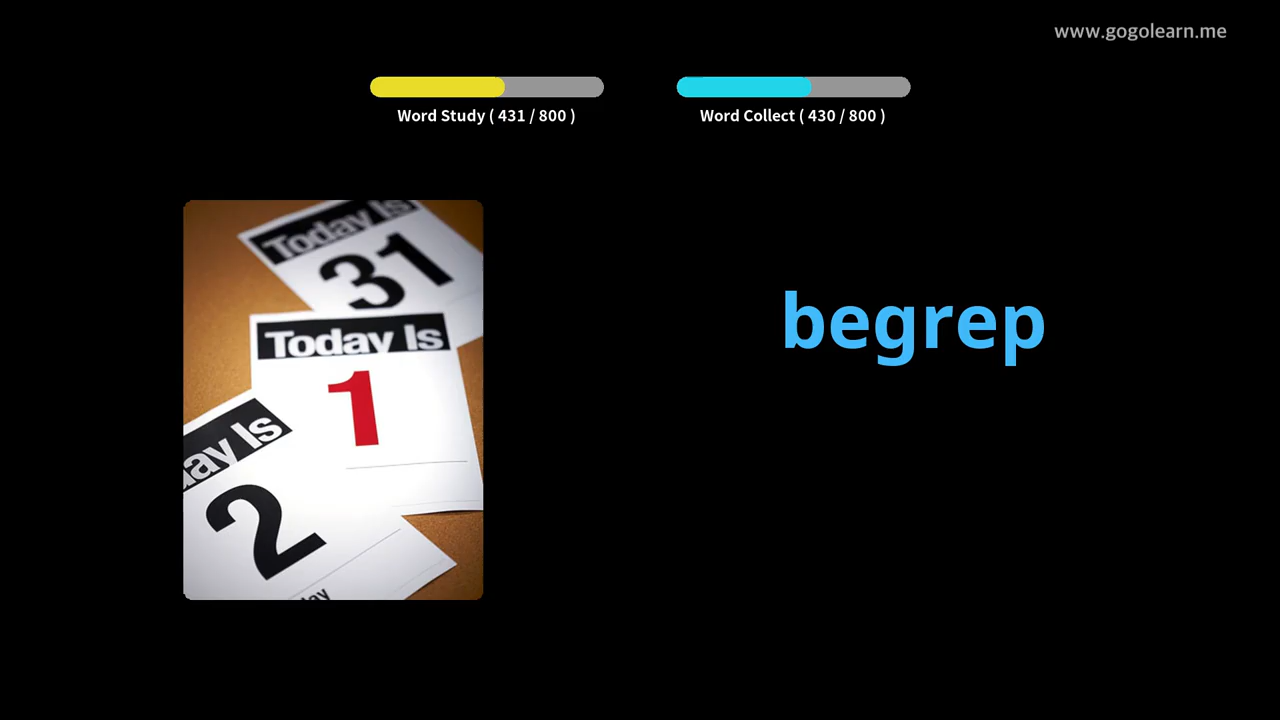 www.gogolearn.me
Word Study ( 431 / 800 )
Word Collect ( 430 / 800 )
Today Is
31
Today Is
1
ay Is
2
begrep